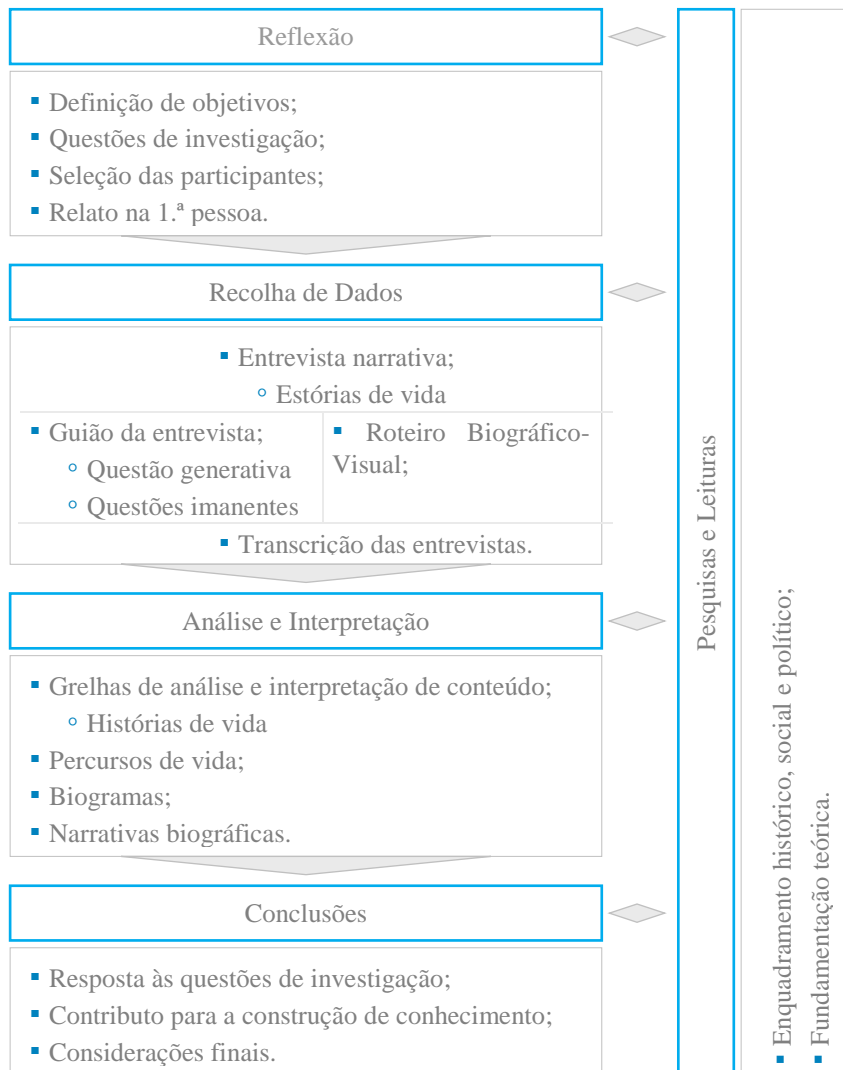 Reflexão
▪ Definição de objetivos;
▪ Questões de investigação;
▪ Seleção das participantes;
▪ Relato na 1.ª pessoa.
Recolha de Dados
▪ Entrevista narrativa;
◦ Estórias de vida
▪ Guião da entrevista;
◦ Questão generativa
◦ Questões imanentes
▪ Roteiro Biográfico-
Visual;
▪ Transcrição das entrevistas.
Análise e Interpretação
▪ Grelhas de análise e interpretação de conteúdo;
◦ Histórias de vida
▪ Percursos de vida;
▪ Biogramas;
▪ Narrativas biográficas.
Conclusões
▪ Resposta às questões de investigação;
▪ Contributo para a construção de conhecimento;
▪ Considerações finais.
Pesquisas e Leituras
▪ Enquadramento histórico, social e político;
▪ Fundamentação teórica.